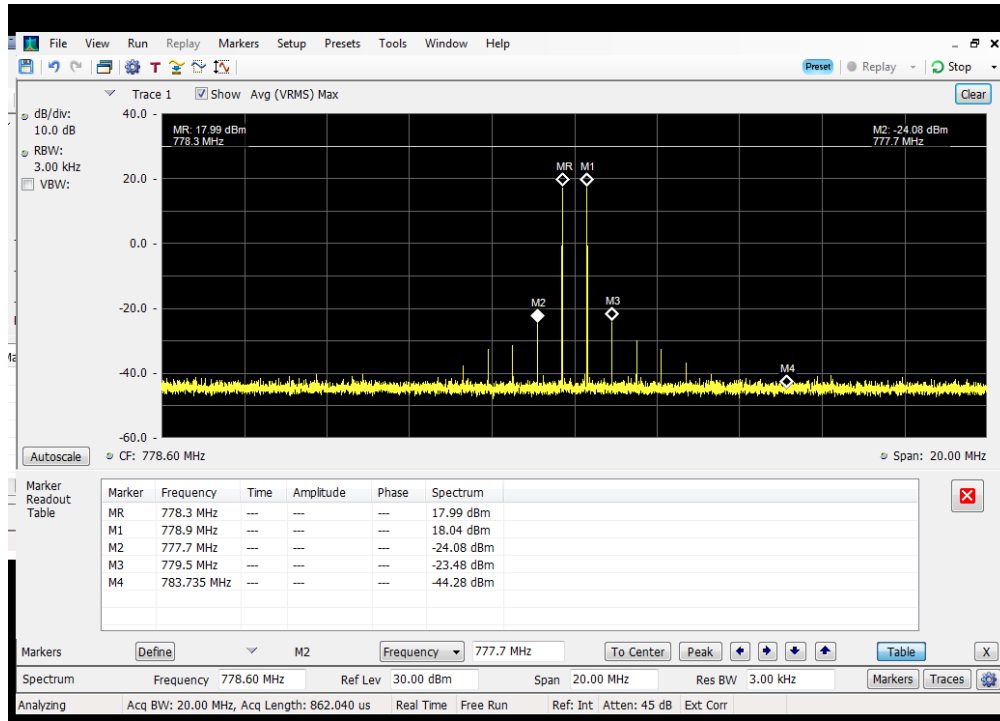 File View Run Replay Markers Setup Presets Tools Window Help
Preset Replay Stop
Trace 1 Show Avg (VRMS) Max Clear
dB/div:
10.0 dB
RBW:
3.00 kHz
VBW:
40.0
20.0
0.0
-20.0
-40.0
-60.0
MR: 17.99 dBm
778.3 MHz
M2: -24.08 dBm
777.7 MHz
MR M1
M2 M3
M4
Autoscale CF: 778.60 MHz Span: 20.00 MHz
Marker
Readout
Table
Marker Frequency Time Amplitude Phase Spectrum
MR 778.3 MHz --- --- --- 17.99 dBm
M1 778.9 MHz --- --- --- 18.04 dBm
M2 777.7 MHz --- --- --- -24.08 dBm
M3 779.5 MHz --- --- --- -23.48 dBm
M4 783.735 MHz --- --- --- -44.28 dBm
Markers Define M2 Frequency 777.7 MHz To Center Peak Table X
Spectrum Frequency 778.60 MHz Ref Lev 30.00 dBm Span 20.00 MHz Res BW 3.00 kHz Markers Traces
Analyzing Acq BW: 20.00 MHz, Acq Length: 862.040 us Real Time Free Run Ref: Int Atten: 45 dB Ext Corr